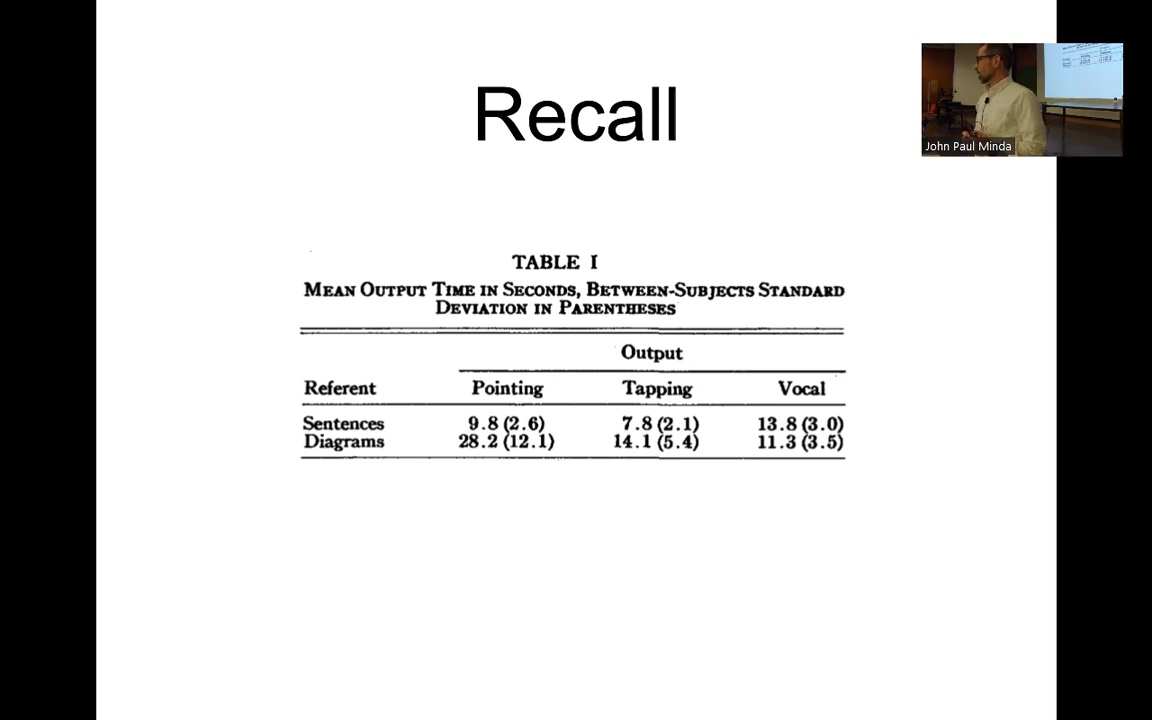 Recall
John Paul Minda
TABLE I
MEAN OUTPUT TIME IN SECONDS, BETWEEN-SUBJECTS STANDARD
DEVIATION IN PARENTHESES
Output
Referent Pointing Tapping Vocal
Sentences 9.8 (2.6) 7.8 (2.1) 13.8 (3.0)
Diagrams 28.2 (12.1) 14.1 (5.4) 11.3 (3.5)